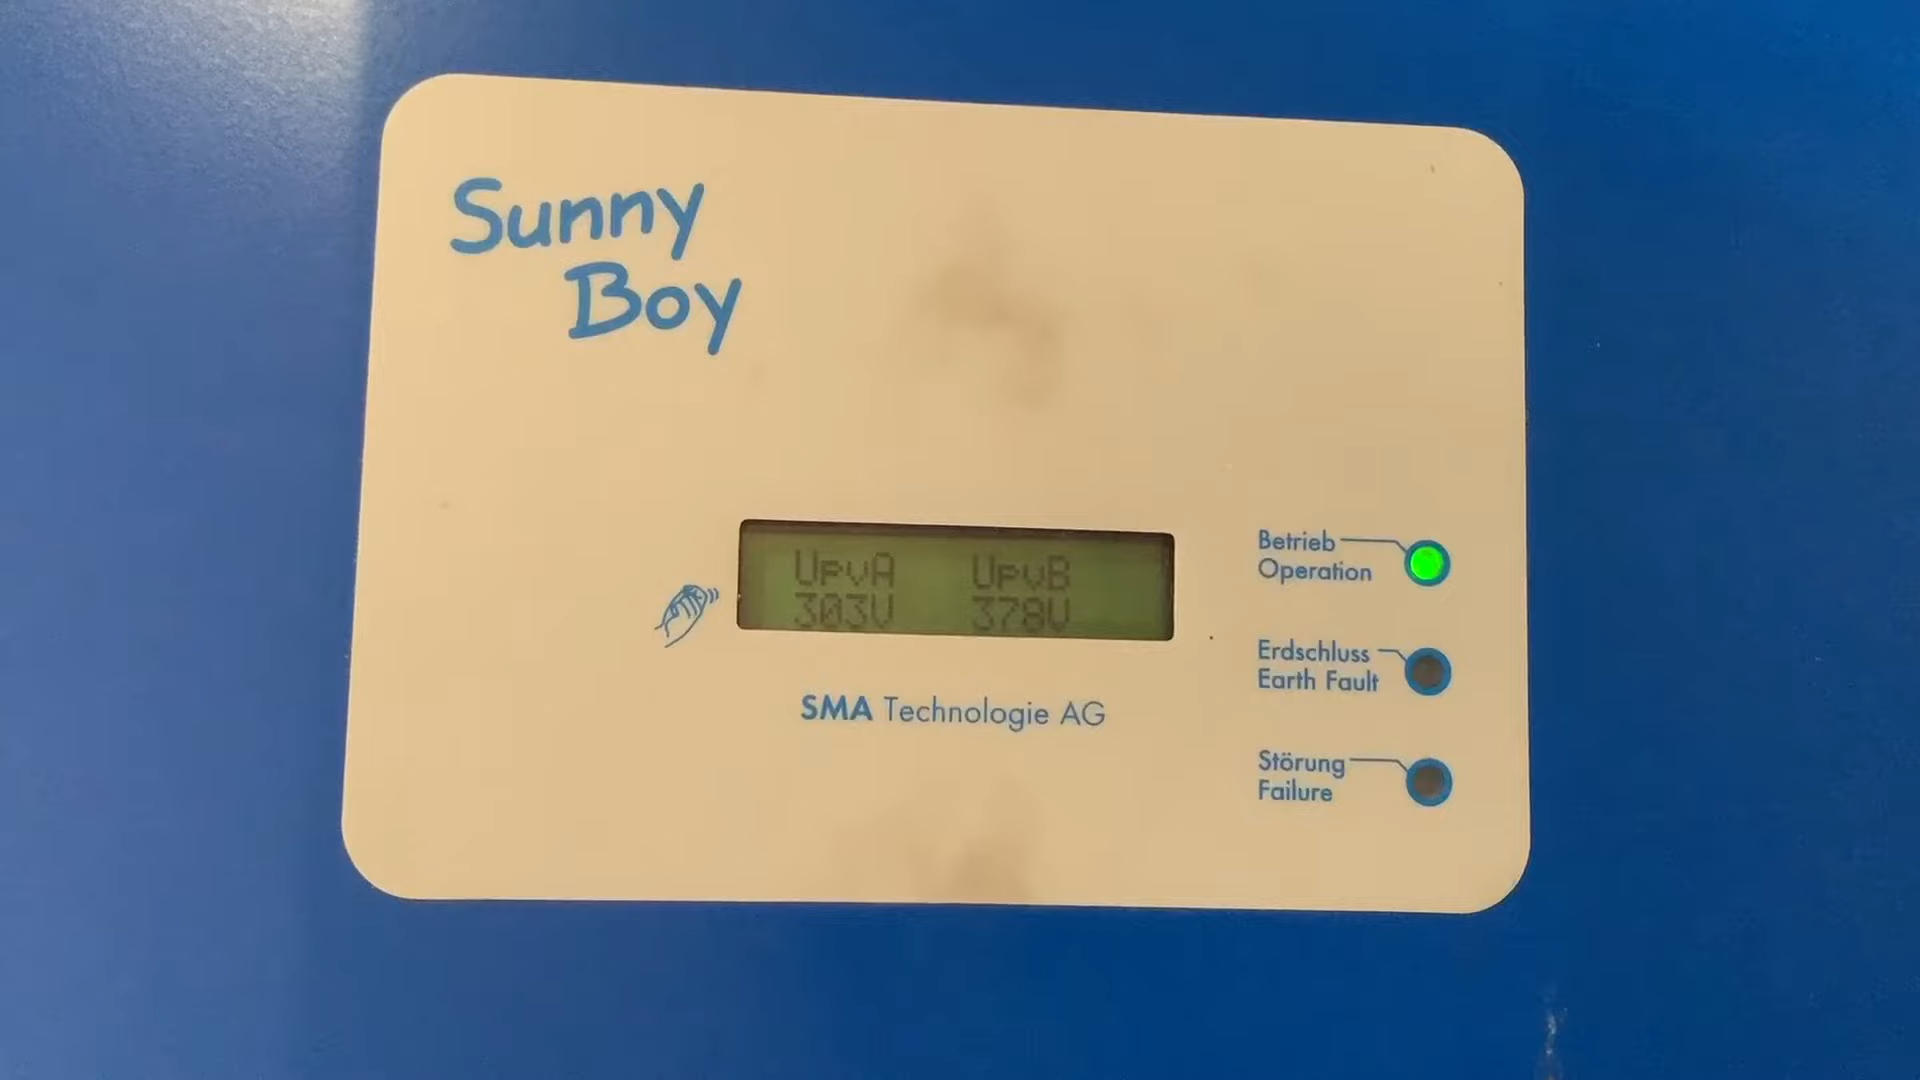 Sunny
Boy
UpvA UpvB
303V 378V
SMA Technologie AG
Betrieb
Operation
Erdschluss
Earth Fault
Störung
Failure